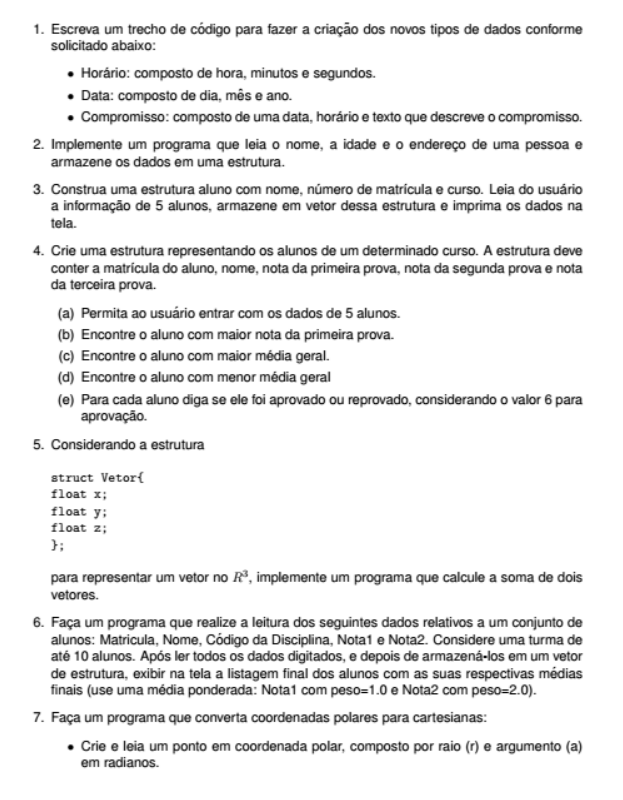 1. Escreva um trecho de código para fazer a criação dos novos tipos de dados conforme
solicitado abaixo:
• Horário: composto de hora, minutos e segundos.
• Data: composto de dia, mês e ano.
• Compromisso: composto de uma data, horário e texto que descreve o compromisso.
2. Implemente um programa que leia o nome, a idade e o endereço de uma pessoa e
armazene os dados em uma estrutura.
3. Construa uma estrutura aluno com nome, número de matrícula e curso. Leia do usuário
a informação de 5 alunos, armazene em vetor dessa estrutura e imprima os dados na
tela.
4. Crie uma estrutura representando os alunos de um determinado curso. A estrutura deve
conter a matrícula do aluno, nome, nota da primeira prova, nota da segunda prova e nota
da terceira prova.
(a) Permita ao usuário entrar com os dados de 5 alunos.
(b) Encontre o aluno com maior nota da primeira prova.
(c) Encontre o aluno com maior média geral.
(d) Encontre o aluno com menor média geral
(e) Para cada aluno diga se ele foi aprovado ou reprovado, considerando o valor 6 para
aprovação.
5. Considerando a estrutura
struct Vetor{
float x;
float y;
float z;
};
para representar um vetor no R³, implemente um programa que calcule a soma de dois
vetores.
6. Faça um programa que realize a leitura dos seguintes dados relativos a um conjunto de
alunos: Matricula, Nome, Código da Disciplina, Nota1 e Nota2. Considere uma turma de
até 10 alunos. Após ler todos os dados digitados, e depois de armazená-los em um vetor
de estrutura, exibir na tela a listagem final dos alunos com as suas respectivas médias
finais (use uma média ponderada: Nota1 com peso=1.0 e Nota2 com peso=2.0).
7. Faça um programa que converta coordenadas polares para cartesianas:
• Crie e leia um ponto em coordenada polar, composto por raio (r) e argumento (a)
em radianos.